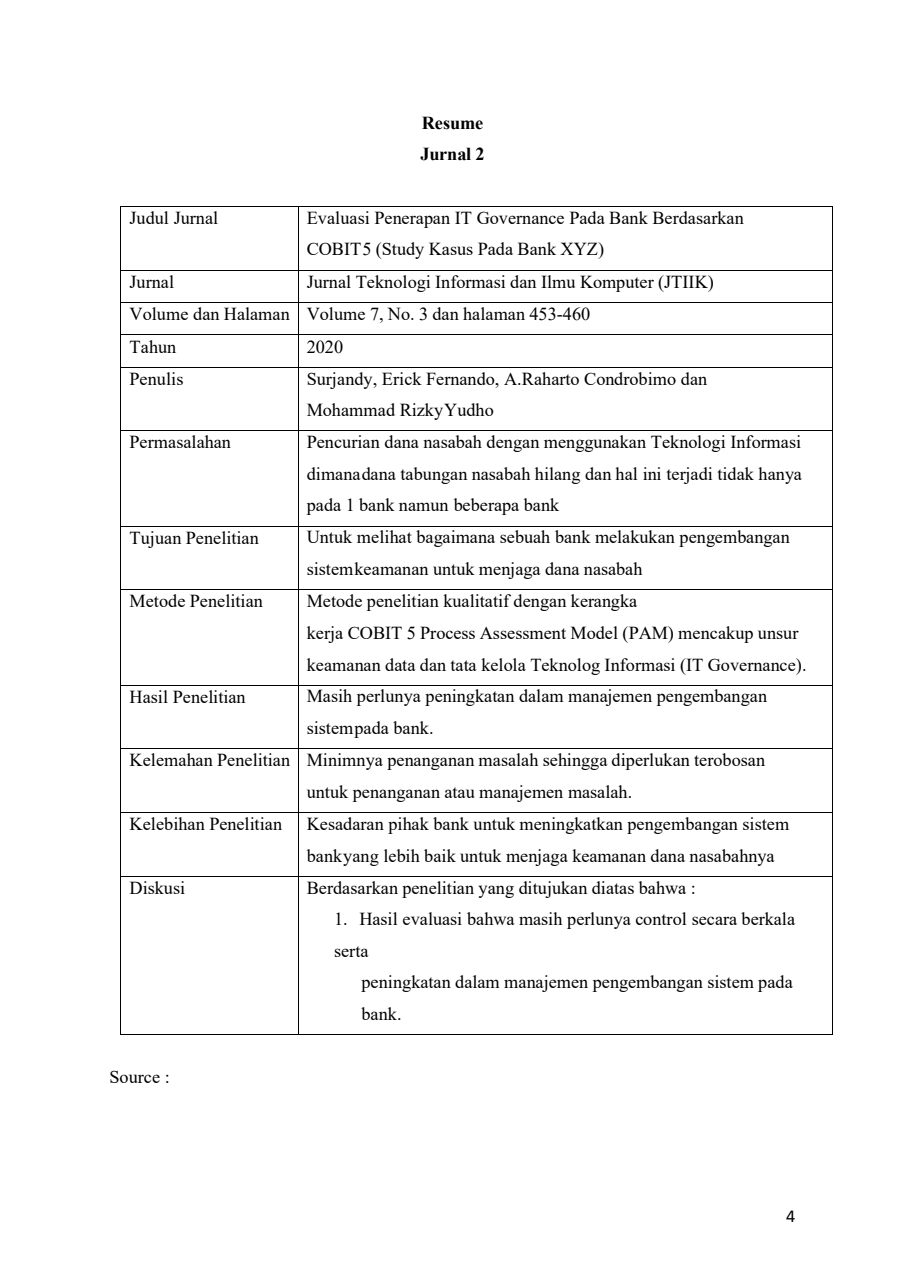 Resume
Jurnal 2
Judul Jurnal
Evaluasi Penerapan IT Governance Pada Bank Berdasarkan
COBIT5 (Study Kasus Pada Bank XYZ)
Jurnal
Jurnal Teknologi Informasi dan Ilmu Komputer (JTIIK)
Volume dan Halaman
Volume 7, No. 3 dan halaman 453-460
Tahun
2020
Penulis
Surjandy, Erick Fernando, A.Raharto Condrobimo dan
Mohammad RizkyYudho
Permasalahan
Pencurian dana nasabah dengan menggunakan Teknologi Informasi
dimanadana tabungan nasabah hilang dan hal ini terjadi tidak hanya
pada 1 bank namun beberapa bank
Tujuan Penelitian
Untuk melihat bagaimana sebuah bank melakukan pengembangan
sistemkeamanan untuk menjaga dana nasabah
Metode Penelitian
Metode penelitian kualitatif dengan kerangka
kerja COBIT 5 Process Assessment Model (PAM) mencakup unsur
keamanan data dan tata kelola Teknolog Informasi (IT Governance).
Hasil Penelitian
Masih perlunya peningkatan dalam manajemen pengembangan
sistempada bank.
Kelemahan Penelitian
Minimnya penanganan masalah sehingga diperlukan terobosan
untuk penanganan atau manajemen masalah.
Kelebihan Penelitian
Kesadaran pihak bank untuk meningkatkan pengembangan sistem
bankyang lebih baik untuk menjaga keamanan dana nasabahnya
Diskusi
Berdasarkan penelitian yang ditujukan diatas bahwa :
1. Hasil evaluasi bahwa masih perlunya control secara berkala
serta
peningkatan dalam manajemen pengembangan sistem pada
bank.
Source :
4